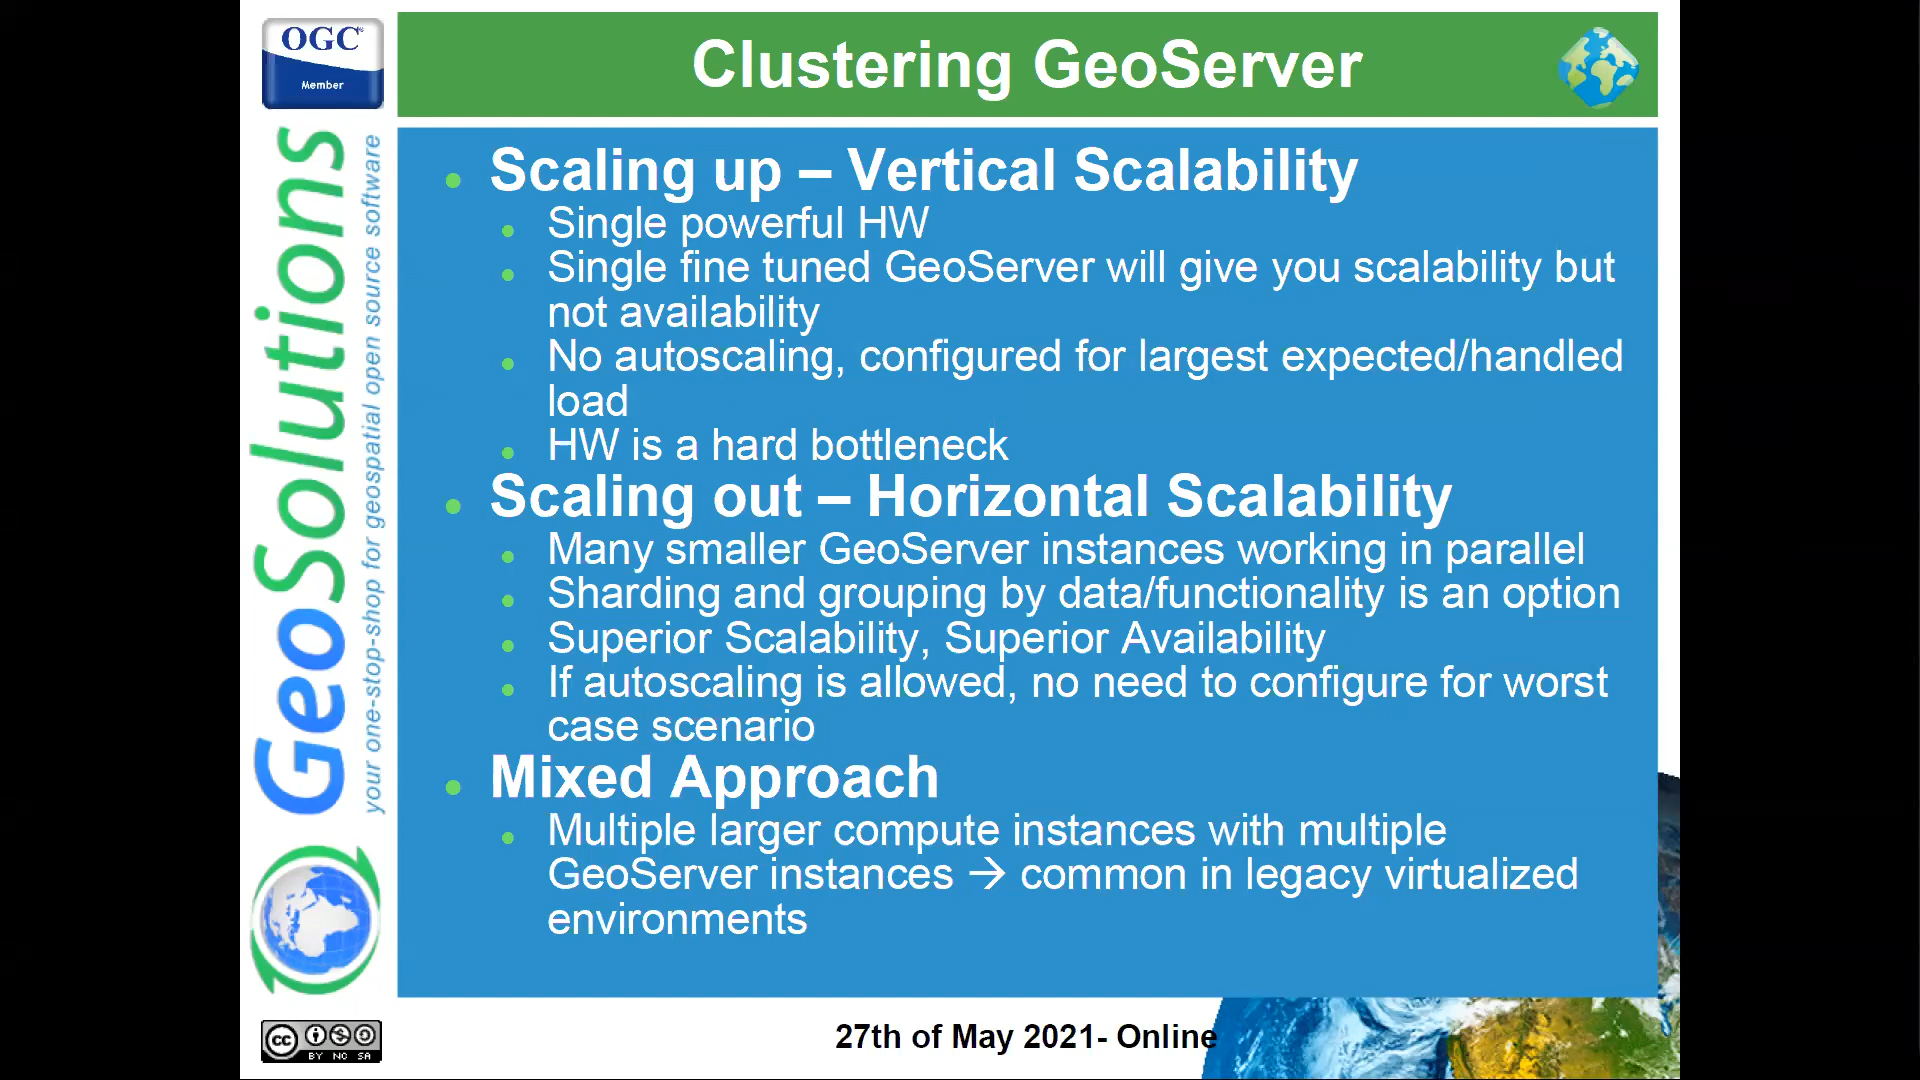 OGC®
Member
Clustering GeoServer
GeoSolutions
your one-stop-shop for geospatial open source software
Scaling up – Vertical Scalability
Single powerful HW
Single fine tuned GeoServer will give you scalability but
not availability
No autoscaling, configured for largest expected/handled
load
HW is a hard bottleneck
Scaling out – Horizontal Scalability
Many smaller GeoServer instances working in parallel
Sharding and grouping by data/functionality is an option
Superior Scalability, Superior Availability
If autoscaling is allowed, no need to configure for worst
case scenario
Mixed Approach
Multiple larger compute instances with multiple
GeoServer instances → common in legacy virtualized
environments
cc
BY NC SA
27th of May 2021- Online